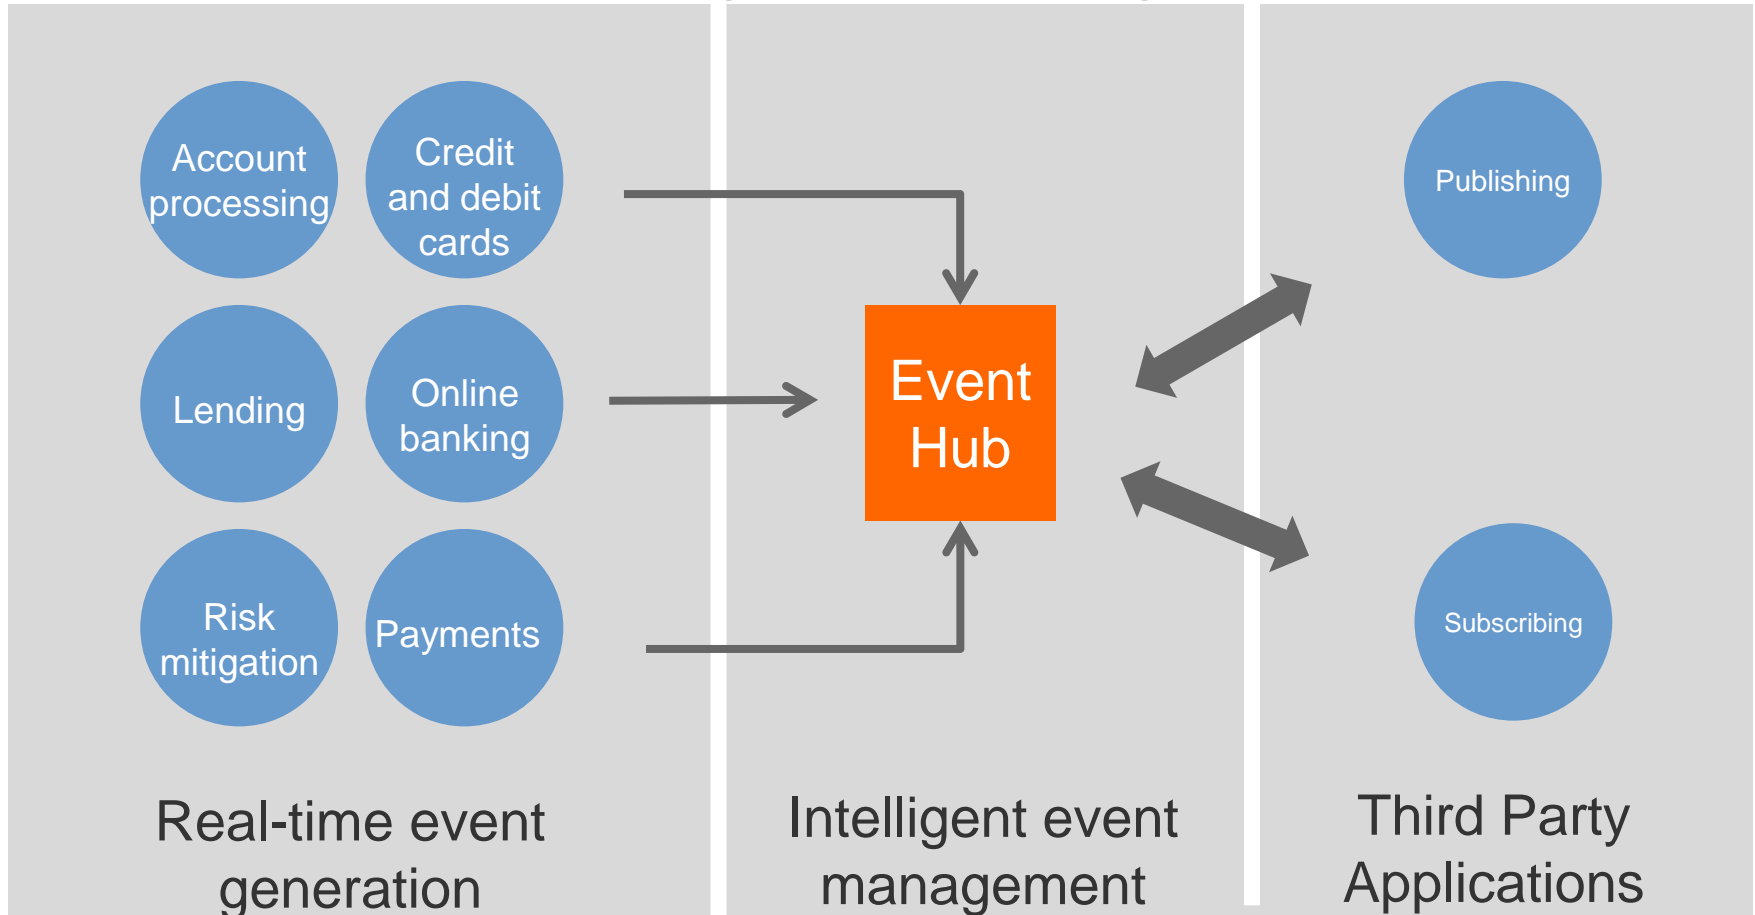 Account
processing
Credit
and debit
cards
Publishing
Lending
Online
banking
Event
Hub
Risk
mitigation
Payments
Subscribing
Real-time event
generation
Intelligent event
management
Third Party
Applications